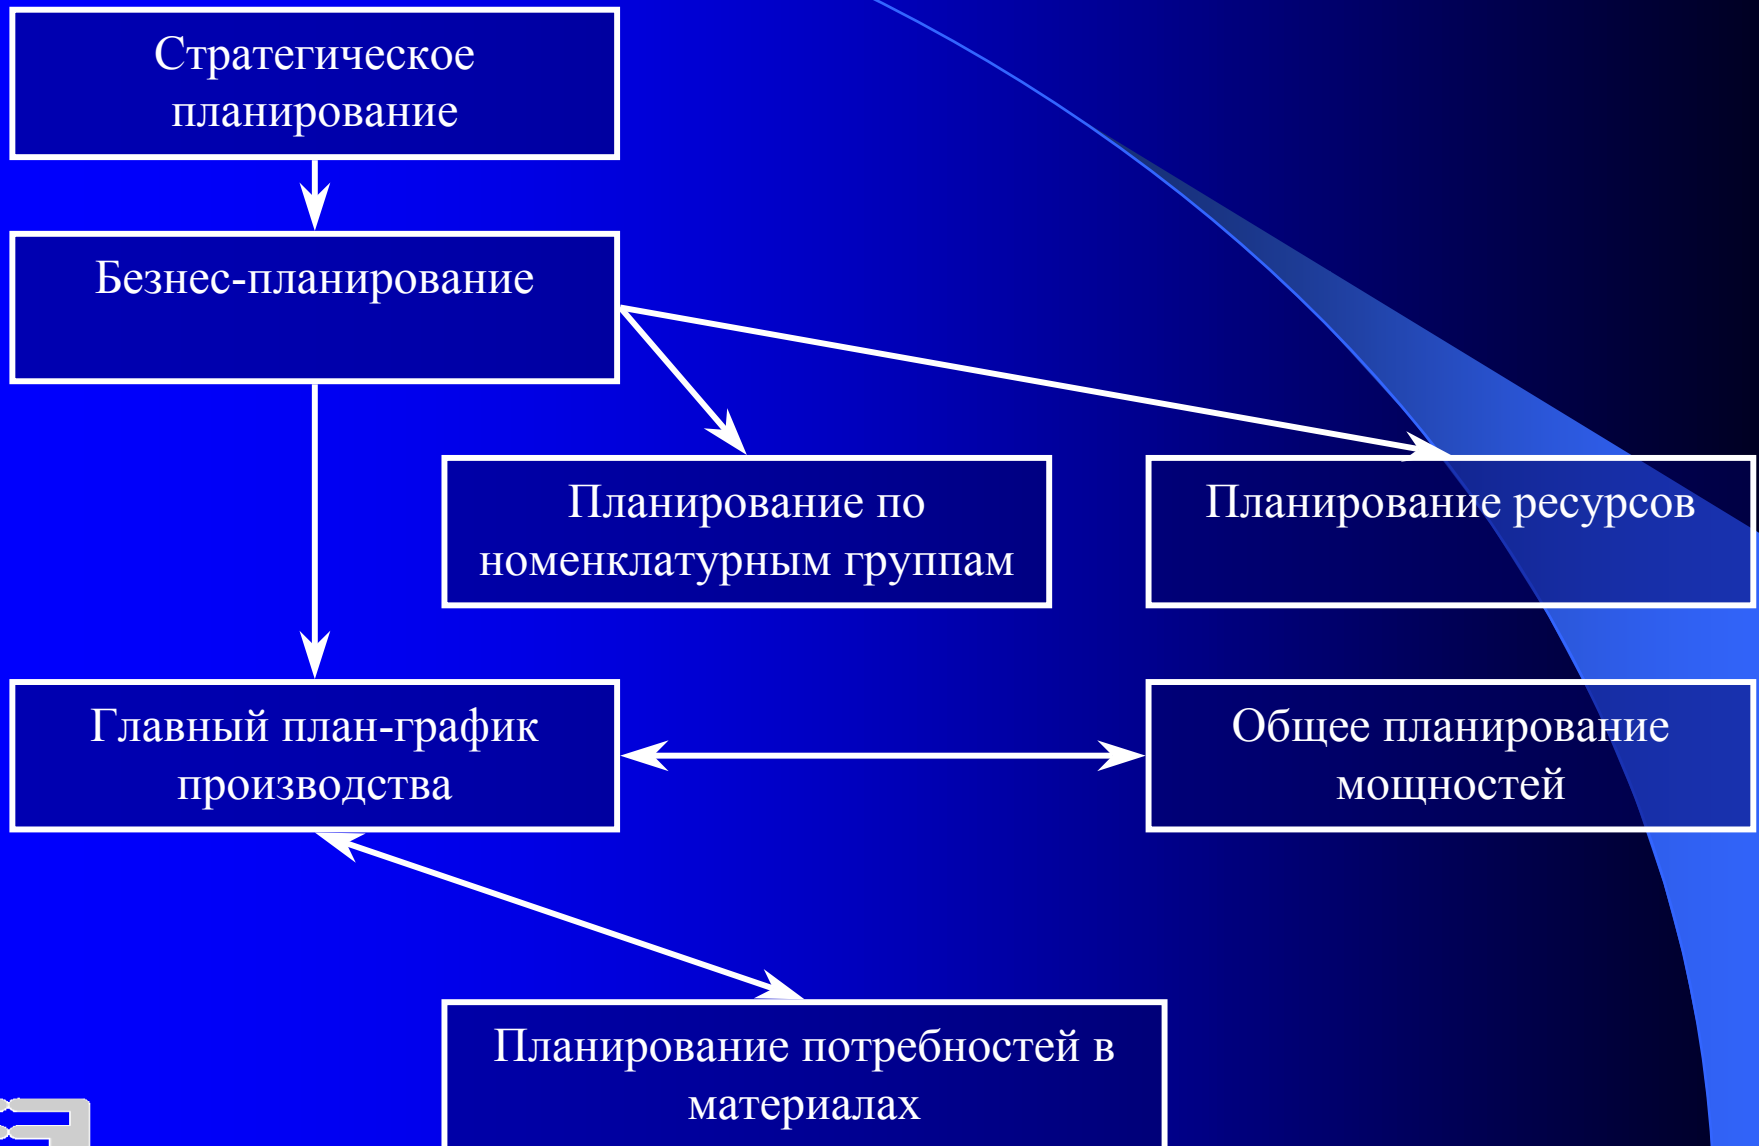 Стратегическое
планирование
Безнес-планирование
Планирование по
номенклатурным группам
Планирование ресурсов
Главный план-график
производства
Общее планирование
мощностей
Планирование потребностей в
материалах